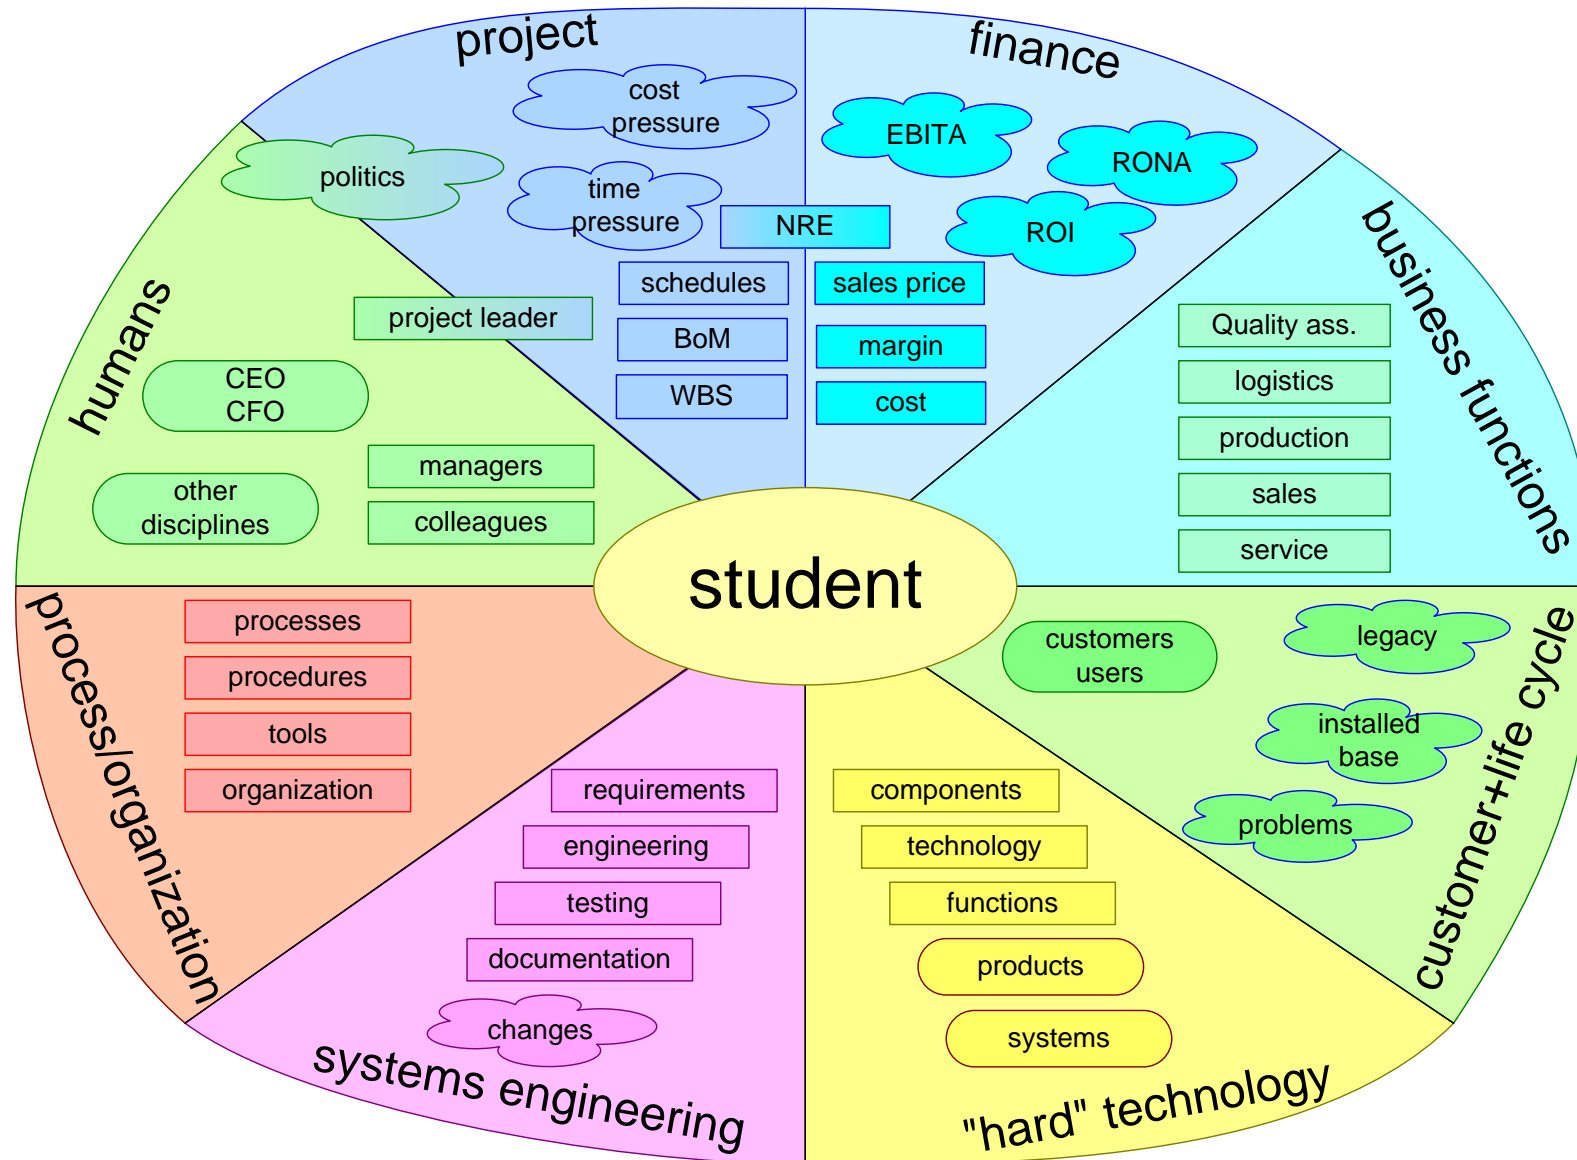 project
cost
pressure
politics
time
pressure
NRE
schedules
project leader
BoM
WBS
finance
EBITA
RONA
ROI
sales price
margin
cost
business functions
Quality ass.
logistics
production
sales
service
humans
CEO
CFO
managers
other
disciplines
colleagues
student
process/organization
processes
procedures
tools
organization
systems engineering
requirements
engineering
testing
documentation
changes
"hard" technology
components
technology
functions
products
systems
customer+life cycle
customers
users
legacy
installed
base
problems